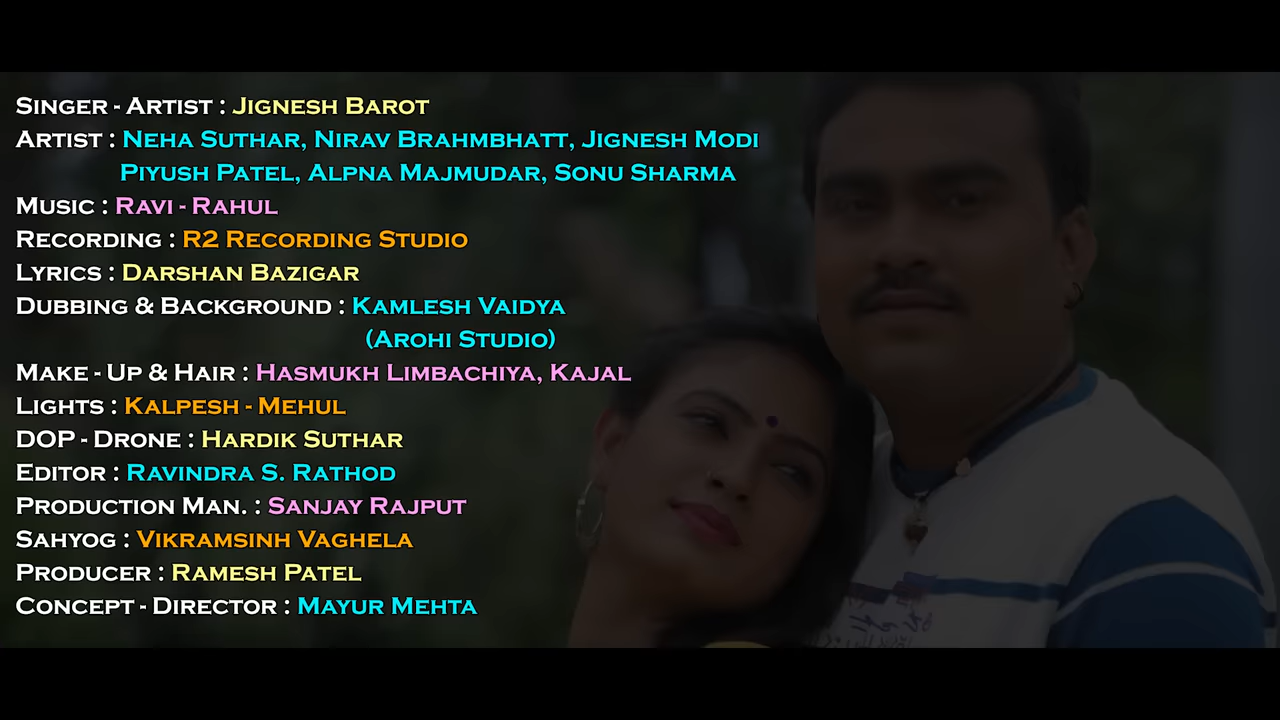 Singer - Artist : Jignesh Barot
Artist : Neha Suthar, Nirav Brahmbhatt, Jignesh Modi
Piyush Patel, Alpna Majmudar, Sonu Sharma
Music : Ravi - Rahul
Recording : R2 Recording Studio
Lyrics : Darshan Bazigar
Dubbing & Background : Kamlesh Vaidya
(Arohi Studio)
Make - Up & Hair : Hasmukh Limbachiya, Kajal
Lights : Kalpesh - Mehul
DOP - Drone : Hardik Suthar
Editor : Ravindra S. Rathod
Production Man. : Sanjay Rajput
Sahyog : Vikramsinh Vaghela
Producer : Ramesh Patel
Concept - Director : Mayur Mehta